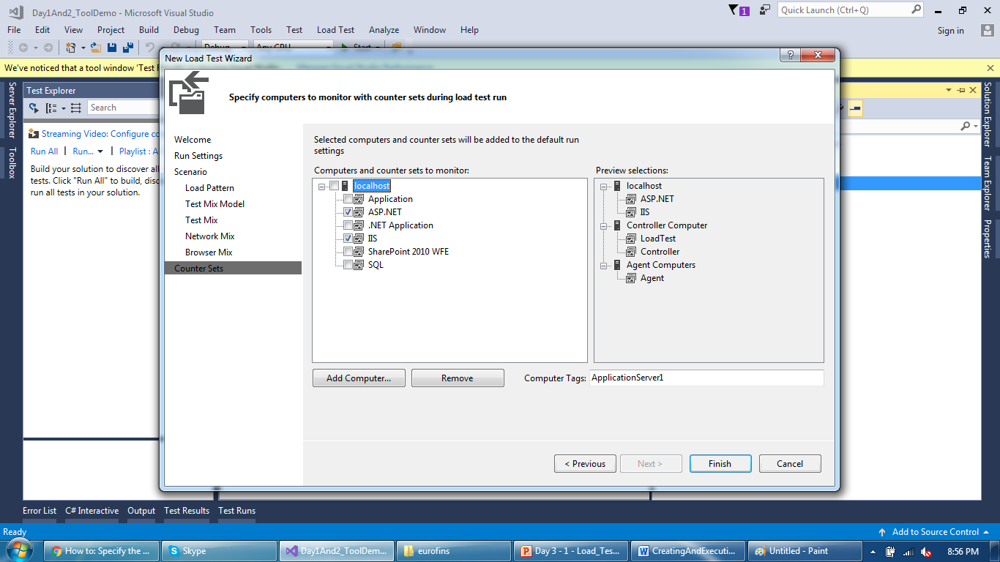 Day1And2_ToolDemo - Microsoft Visual Studio
1
Quick Launch (Ctrl+Q)
File Edit View Project Build Debug Team Tools Test Load Test Analyze Window Help
Sign in
Debug Any CPU Start
We've noticed that a tool window 'Test
New Load Test Wizard
?
Specify computers to monitor with counter sets during load test run
Server Explorer
Toolbox
Test Explorer
Search
Streaming Video: Configure
Run All | Run... | Playlist :
Build your solution to discover all
tests. Click "Run All" to build,
run all tests in your solution.
Welcome
Run Settings
Scenario
Load Pattern
Test Mix Model
Test Mix
Network Mix
Browser Mix
Counter Sets
Selected computers and counter sets will be added to the default run
settings
Computers and counter sets to monitor:
localhost
Application
ASP.NET
.NET Application
IIS
SharePoint 2010 WFE
SQL
Preview selections:
localhost
ASP.NET
IIS
Controller Computer
LoadTest
Controller
Agent Computers
Agent
Add Computer...
Remove
Computer Tags:
ApplicationServer1
< Previous
Next >
Finish
Cancel
Solution Explorer
Team Explorer
Properties
Error List C# Interactive Output Test Results Test Runs
Ready
Add to Source Control
How to: Specify the ...
Skype
Day1And2_ToolDem...
eurofins
Day 3 - 1 - Load_Tes...
CreatingAndExecuti...
Untitled - Paint
8:56 PM